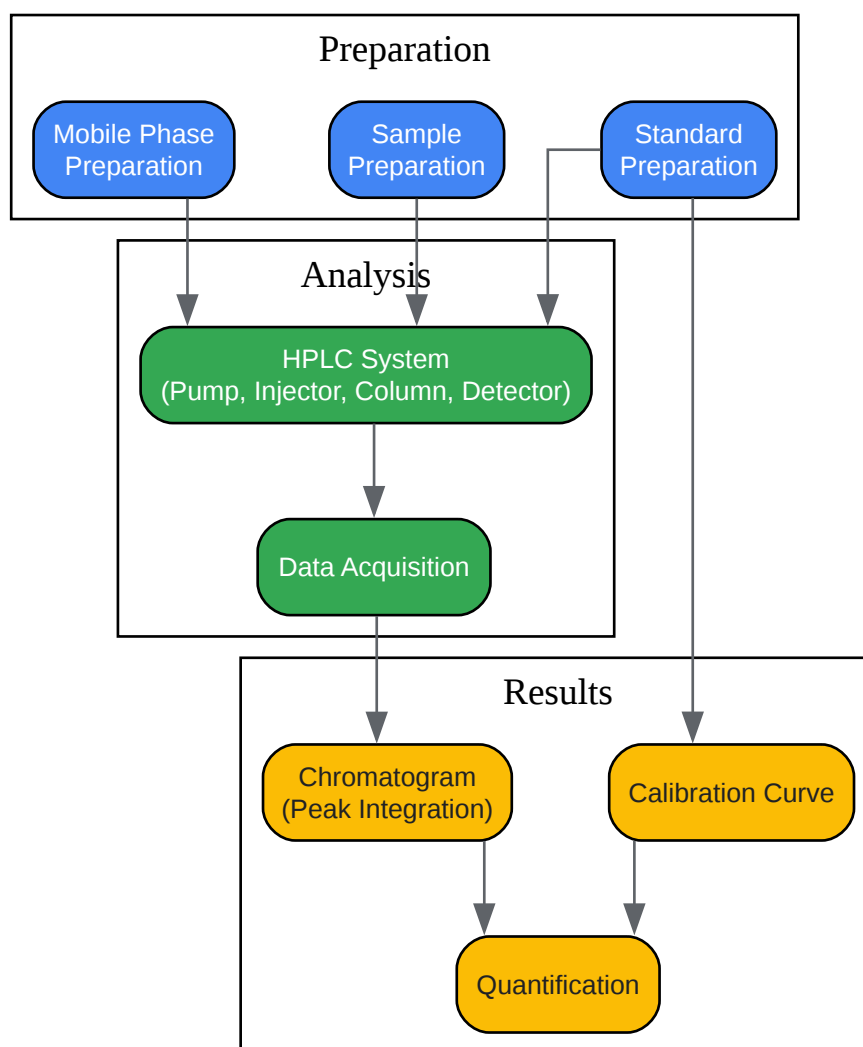 Preparation
Mobile Phase
Preparation
Sample
Preparation
Standard
Preparation
Analysis
HPLC System
(Pump, Injector, Column, Detector)
Data Acquisition
Results
Chromatogram
(Peak Integration)
Calibration Curve
Quantification